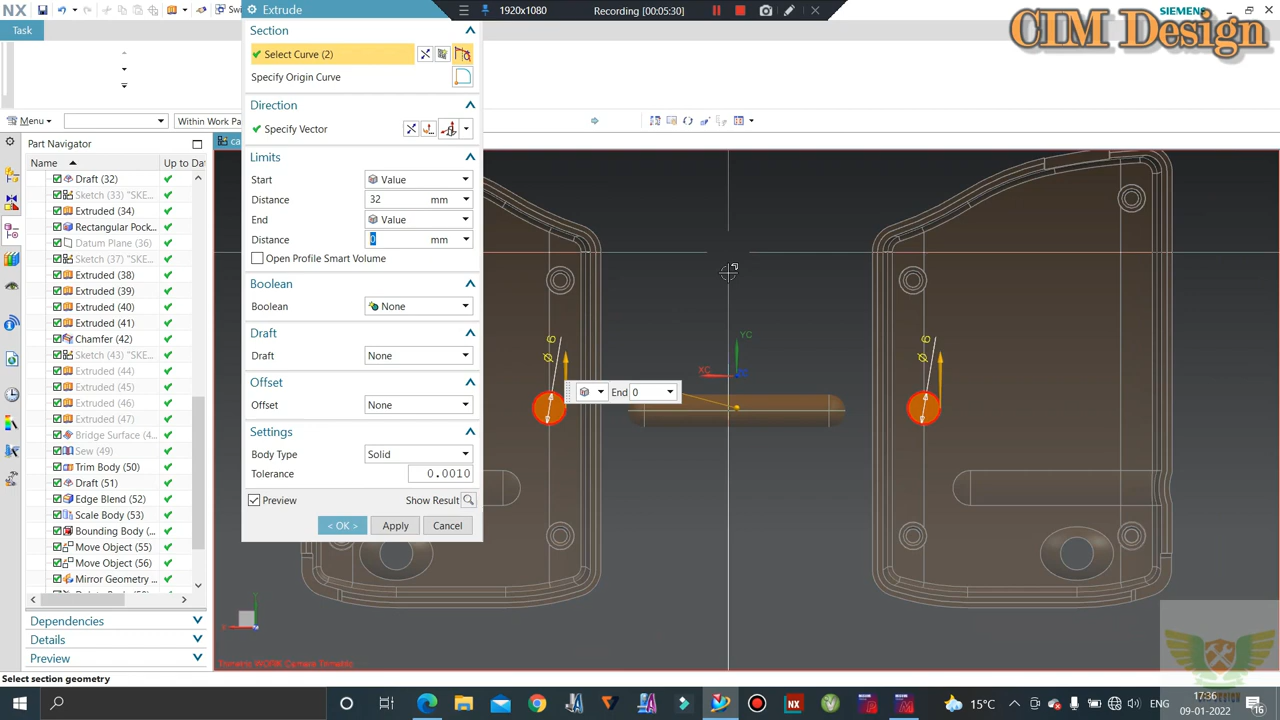 NX
Swi
Task
Extrude
1920x1080
Recording [00:05:30]
SIEMENS
CIM Design
Section
Select Curve (2)
Specify Origin Curve
Direction
Specify Vector
Menu
Within Work Pa
Part Navigator
Name
Up to Dat
Draft (32)
Sketch (33) "SKE...
Extruded (34)
Rectangular Pock...
Datum Plane (36)
Sketch (37) "SKE...
Extruded (38)
Extruded (39)
Extruded (40)
Extruded (41)
Chamfer (42)
Sketch (43) "SKE...
Extruded (44)
Extruded (45)
Extruded (46)
Extruded (47)
Bridge Surface (4...
Sew (49)
Trim Body (50)
Draft (51)
Edge Blend (52)
Scale Body (53)
Bounding Body (...
Move Object (55)
Move Object (56)
Mirror Geometry ...
Dependencies
Details
Preview
Limits
Start
Value
Distance
32 mm
End
Value
Distance
0 mm
Open Profile Smart Volume
Boolean
Boolean
None
Draft
Draft
None
Offset
Offset
None
Settings
Body Type
Solid
Tolerance
0.0010
Preview
Show Result
< OK >
Apply
Cancel
End 0
YC
XC
Ø 6
Ø 6
Select section geometry
15°C
ENG
17:36
09-01-2022
16